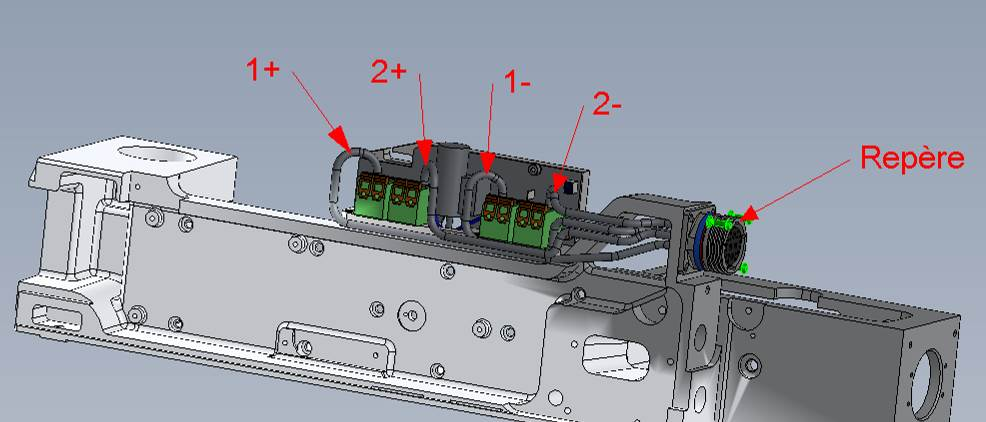 1+
2+
1-
2-
Repère